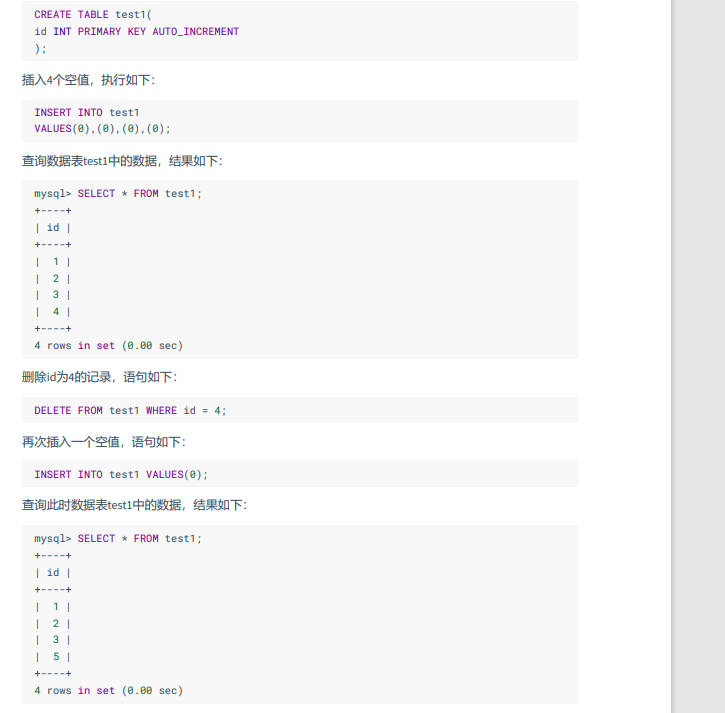 CREATE TABLE test1(
id INT PRIMARY KEY AUTO_INCREMENT
);
插入4个空值，执行如下：
INSERT INTO test1
VALUES(0),(0),(0),(0);
查询数据表test1中的数据，结果如下：
mysql> SELECT * FROM test1;
+----+
| id |
+----+
|  1 |
|  2 |
|  3 |
|  4 |
+----+
4 rows in set (0.00 sec)
删除id为4的记录，语句如下：
DELETE FROM test1 WHERE id = 4;
再次插入一个空值，语句如下：
INSERT INTO test1 VALUES(0);
查询此时数据表test1中的数据，结果如下：
mysql> SELECT * FROM test1;
+----+
| id |
+----+
|  1 |
|  2 |
|  3 |
|  5 |
+----+
4 rows in set (0.00 sec)